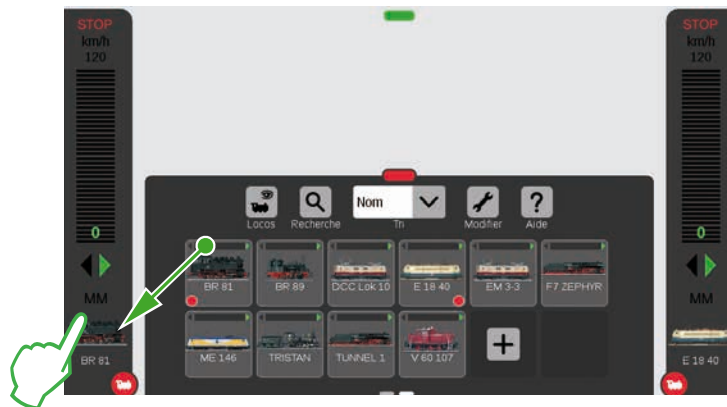 STOP
km/h
120
0
MM
BR 81
Nom
Locos
Recherche
Tri
Modifier
?
Aide
BR 81
BR 89
DCC Lok 10
E 18 40
EM 3-3
F7 ZEPHYR
ME 146
TRISTAN
TUNNEL 1
V 60 107
+
STOP
km/h
120
0
MM
E 18 40